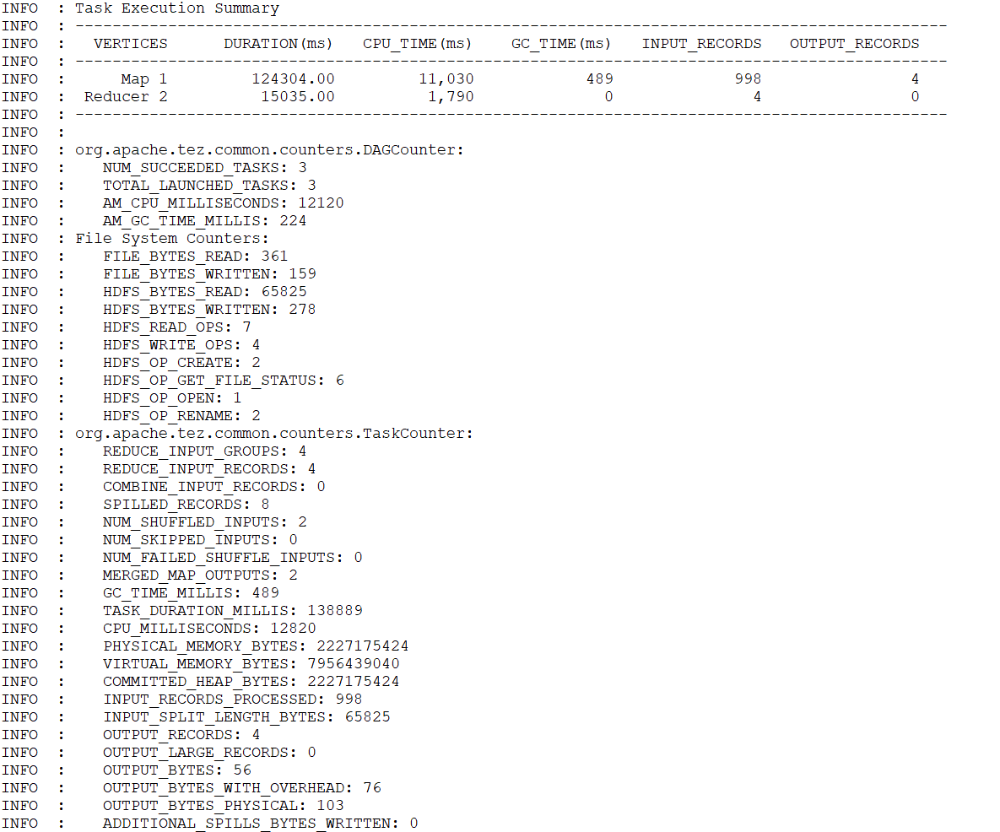 INFO  : Task Execution Summary
INFO  : ----------------------------------------------------------------------------------------------
INFO  :   VERTICES      DURATION(ms)   CPU_TIME(ms)    GC_TIME(ms)   INPUT_RECORDS   OUTPUT_RECORDS
INFO  : ----------------------------------------------------------------------------------------------
INFO  :      Map 1         124304.00         11,030            489             998                4
INFO  :  Reducer 2          15035.00          1,790              0               4                0
INFO  : ----------------------------------------------------------------------------------------------
INFO  :
INFO  : org.apache.tez.common.counters.DAGCounter:
INFO  :    NUM_SUCCEEDED_TASKS: 3
INFO  :    TOTAL_LAUNCHED_TASKS: 3
INFO  :    AM_CPU_MILLISECONDS: 12120
INFO  :    AM_GC_TIME_MILLIS: 224
INFO  : File System Counters:
INFO  :    FILE_BYTES_READ: 361
INFO  :    FILE_BYTES_WRITTEN: 159
INFO  :    HDFS_BYTES_READ: 65825
INFO  :    HDFS_BYTES_WRITTEN: 278
INFO  :    HDFS_READ_OPS: 7
INFO  :    HDFS_WRITE_OPS: 4
INFO  :    HDFS_OP_CREATE: 2
INFO  :    HDFS_OP_GET_FILE_STATUS: 6
INFO  :    HDFS_OP_OPEN: 1
INFO  :    HDFS_OP_RENAME: 2
INFO  : org.apache.tez.common.counters.TaskCounter:
INFO  :    REDUCE_INPUT_GROUPS: 4
INFO  :    REDUCE_INPUT_RECORDS: 4
INFO  :    COMBINE_INPUT_RECORDS: 0
INFO  :    SPILLED_RECORDS: 8
INFO  :    NUM_SHUFFLED_INPUTS: 2
INFO  :    NUM_SKIPPED_INPUTS: 0
INFO  :    NUM_FAILED_SHUFFLE_INPUTS: 0
INFO  :    MERGED_MAP_OUTPUTS: 2
INFO  :    GC_TIME_MILLIS: 489
INFO  :    TASK_DURATION_MILLIS: 138889
INFO  :    CPU_MILLISECONDS: 12820
INFO  :    PHYSICAL_MEMORY_BYTES: 2227175424
INFO  :    VIRTUAL_MEMORY_BYTES: 7956439040
INFO  :    COMMITTED_HEAP_BYTES: 2227175424
INFO  :    INPUT_RECORDS_PROCESSED: 998
INFO  :    INPUT_SPLIT_LENGTH_BYTES: 65825
INFO  :    OUTPUT_RECORDS: 4
INFO  :    OUTPUT_LARGE_RECORDS: 0
INFO  :    OUTPUT_BYTES: 56
INFO  :    OUTPUT_BYTES_WITH_OVERHEAD: 76
INFO  :    OUTPUT_BYTES_PHYSICAL: 103
INFO  :    ADDITIONAL_SPILLS_BYTES_WRITTEN: 0